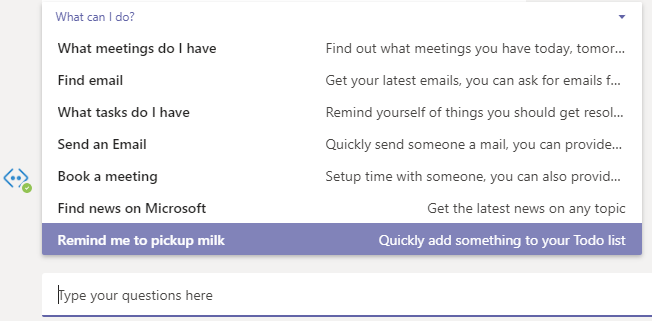 What can I do?
What meetings do I have Find out what meetings you have today, tomor...
Find email Get your latest emails, you can ask for emails f...
What tasks do I have Remind yourself of things you should get resol...
Send an Email Quickly send someone a mail, you can provide...
Book a meeting Setup time with someone, you can also provid...
Find news on Microsoft Get the latest news on any topic
Remind me to pickup milk Quickly add something to your Todo list
Type your questions here